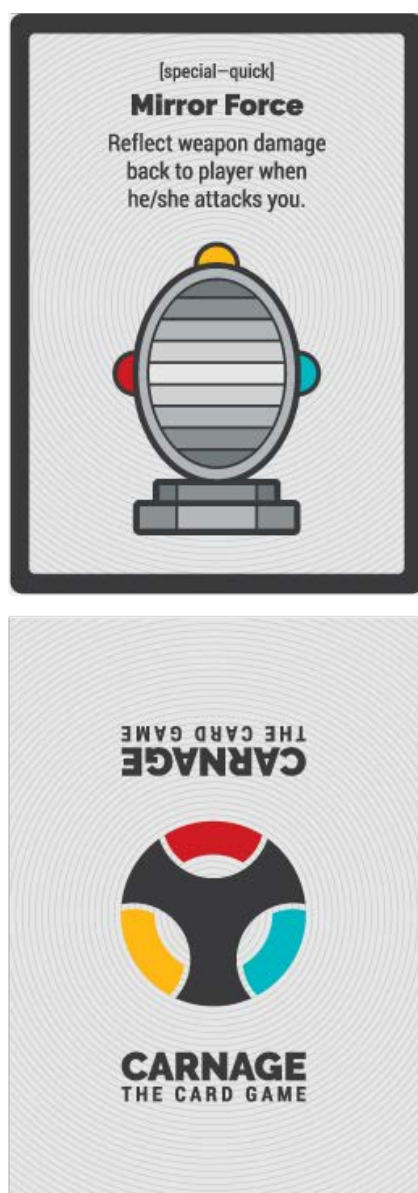 [special—quick]
Mirror Force
Reflect weapon damage
back to player when
he/she attacks you.
THE CARD GAME
CARNAGE
CARNAGE
THE CARD GAME